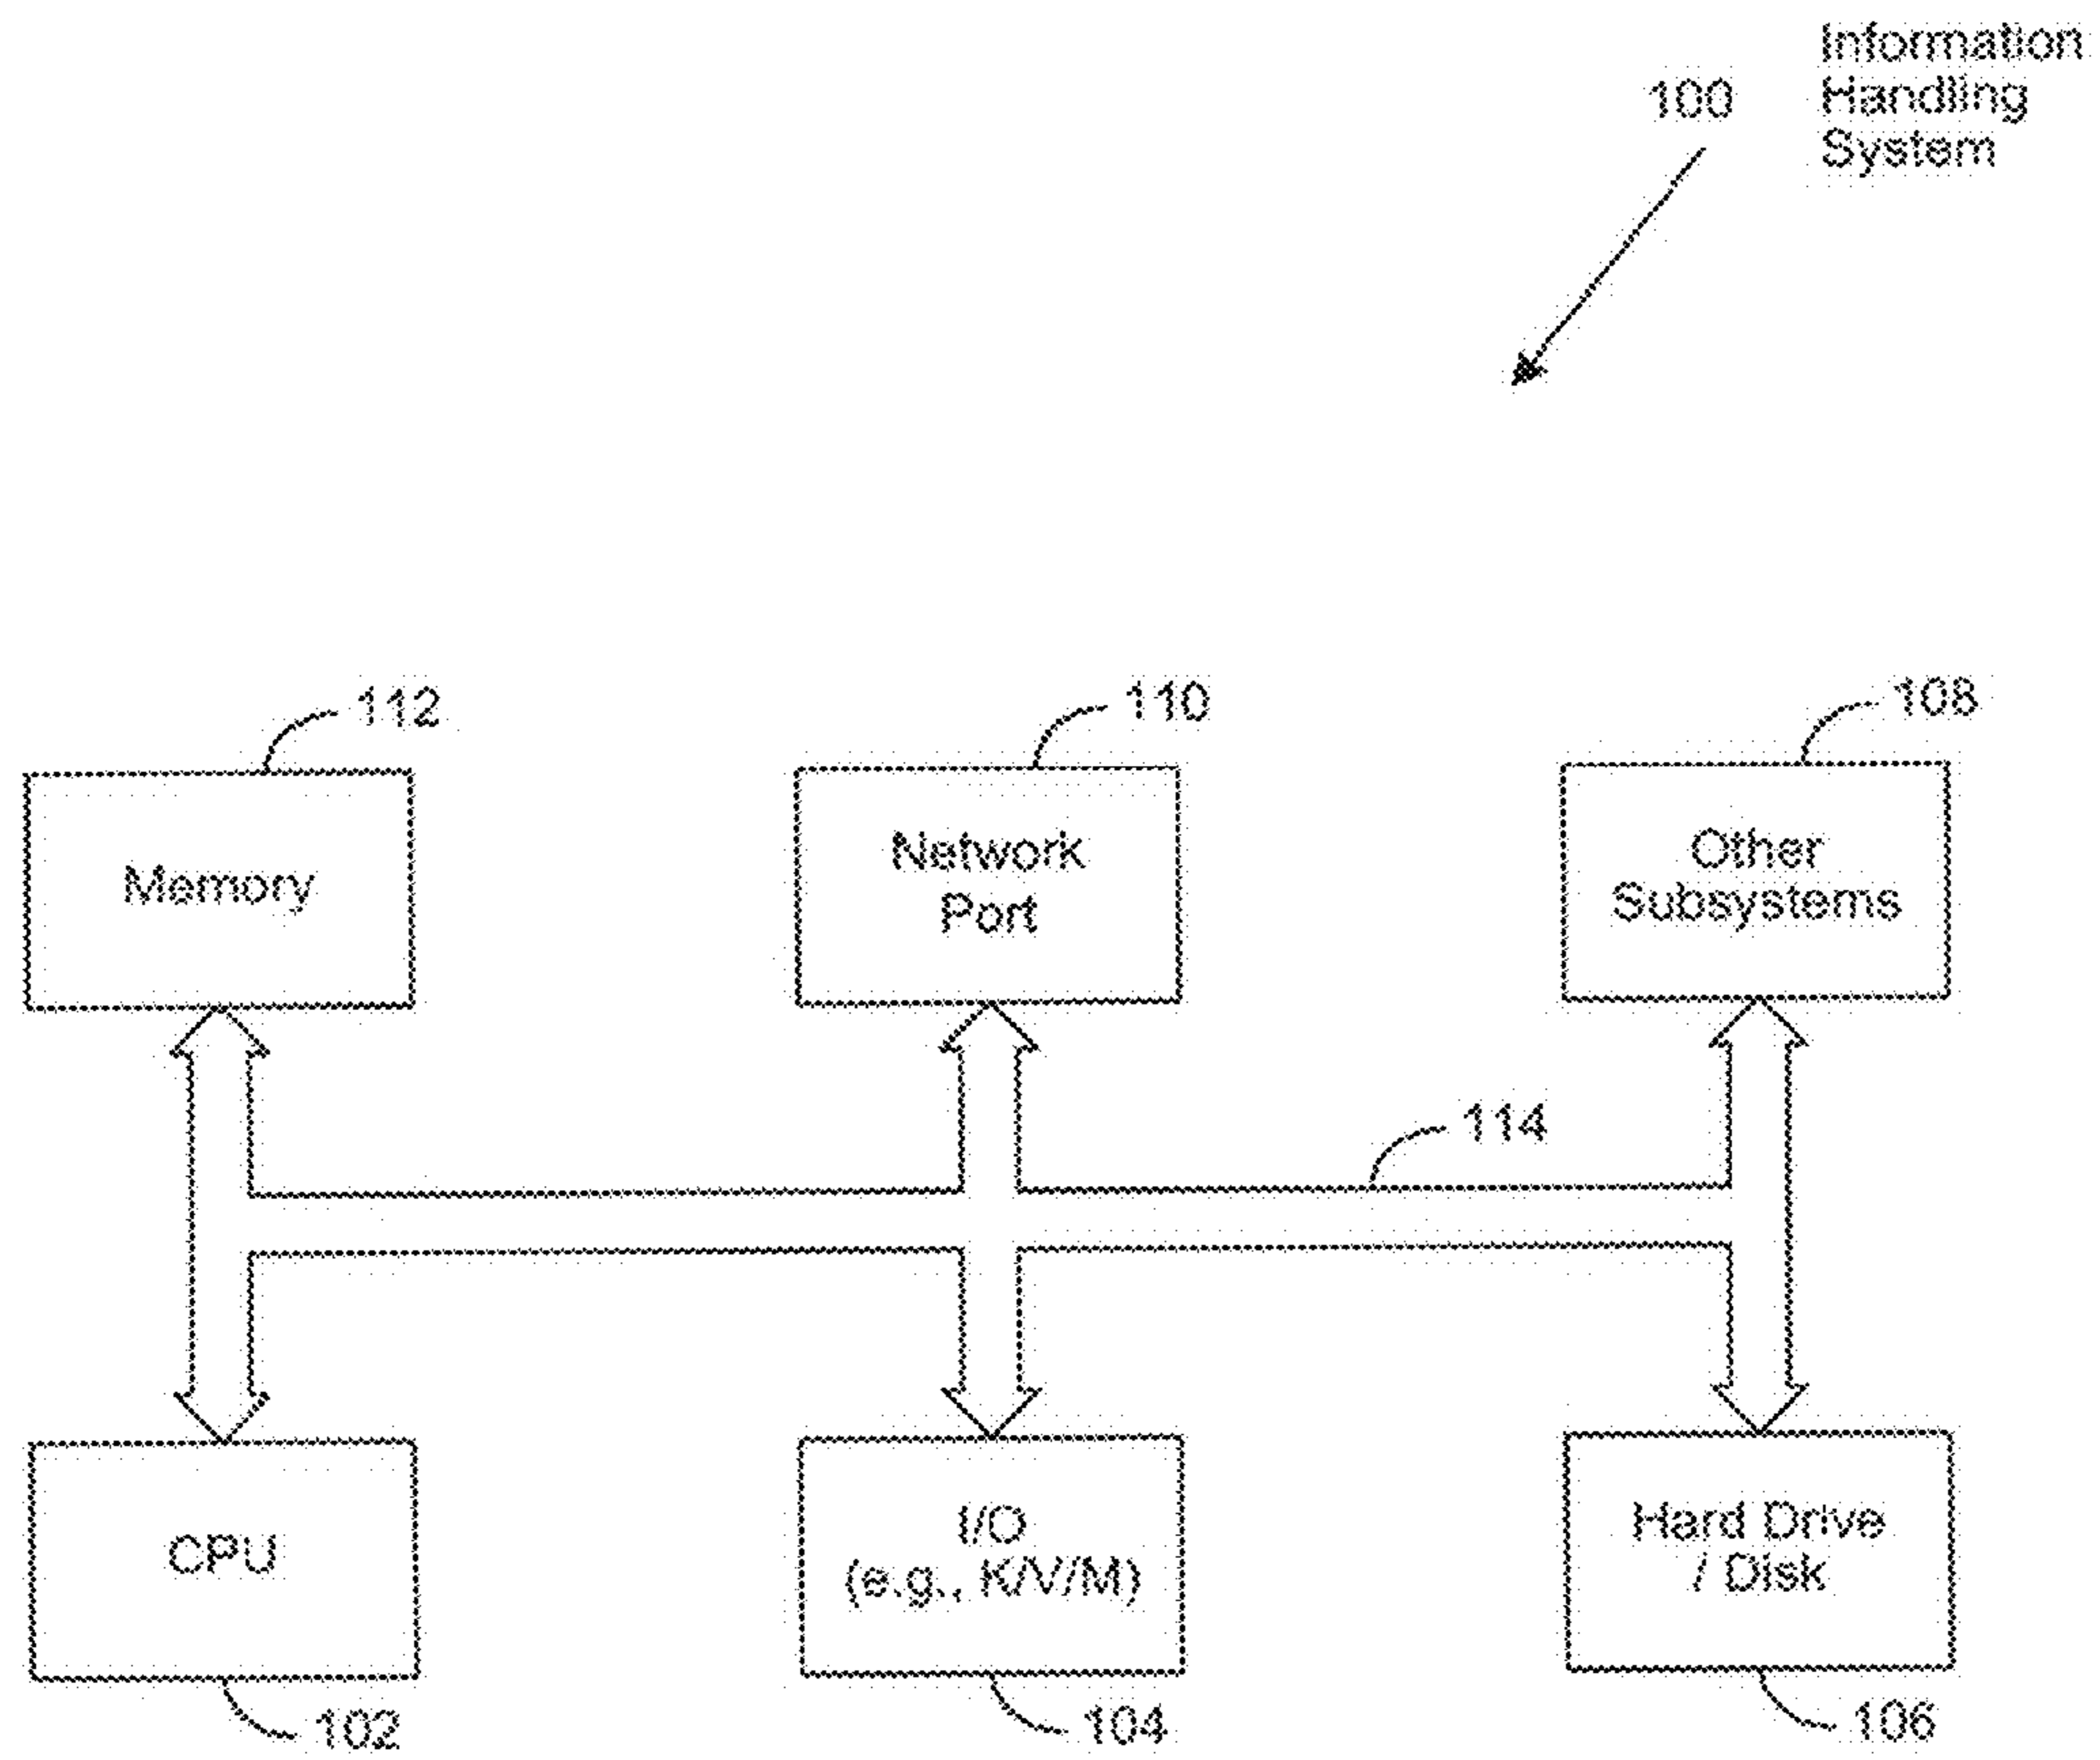 Information
100 Handling
System
112
110
108
Memory
Network
Port
Other
Subsystems
114
CPU
I/O
(e.g., K/V/M)
Hard Drive
/ Disk
102
104
106